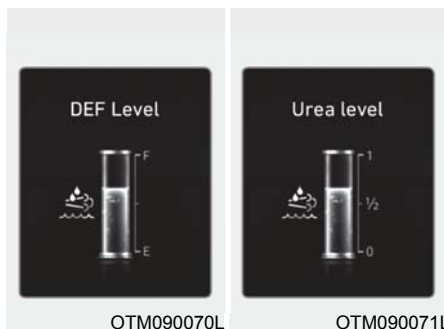 DEF Level
F
E
OTM090070L
Urea level
1
½
0
OTM090071L